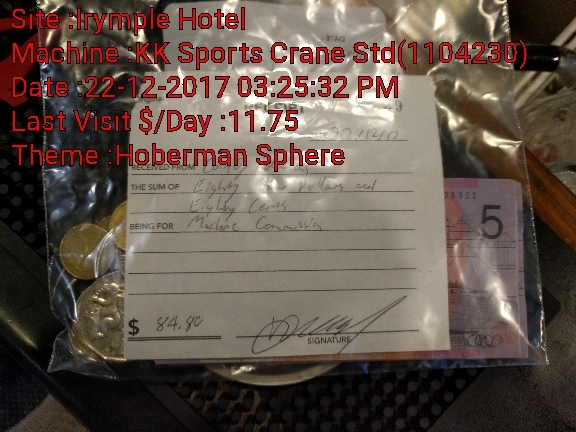 Site :Irymple Hotel
Machine :KK Sports Crane Std(1104230)
Date :22-12-2017 03:25:32 PM
Last Visit $/Day :11.75
Theme :Hoberman Sphere
RECEIVED FROM
THE SUM OF Eighty four dollars and
Eighty Cents
BEING FOR Machine Commission
$ 84.80
SIGNATURE
5